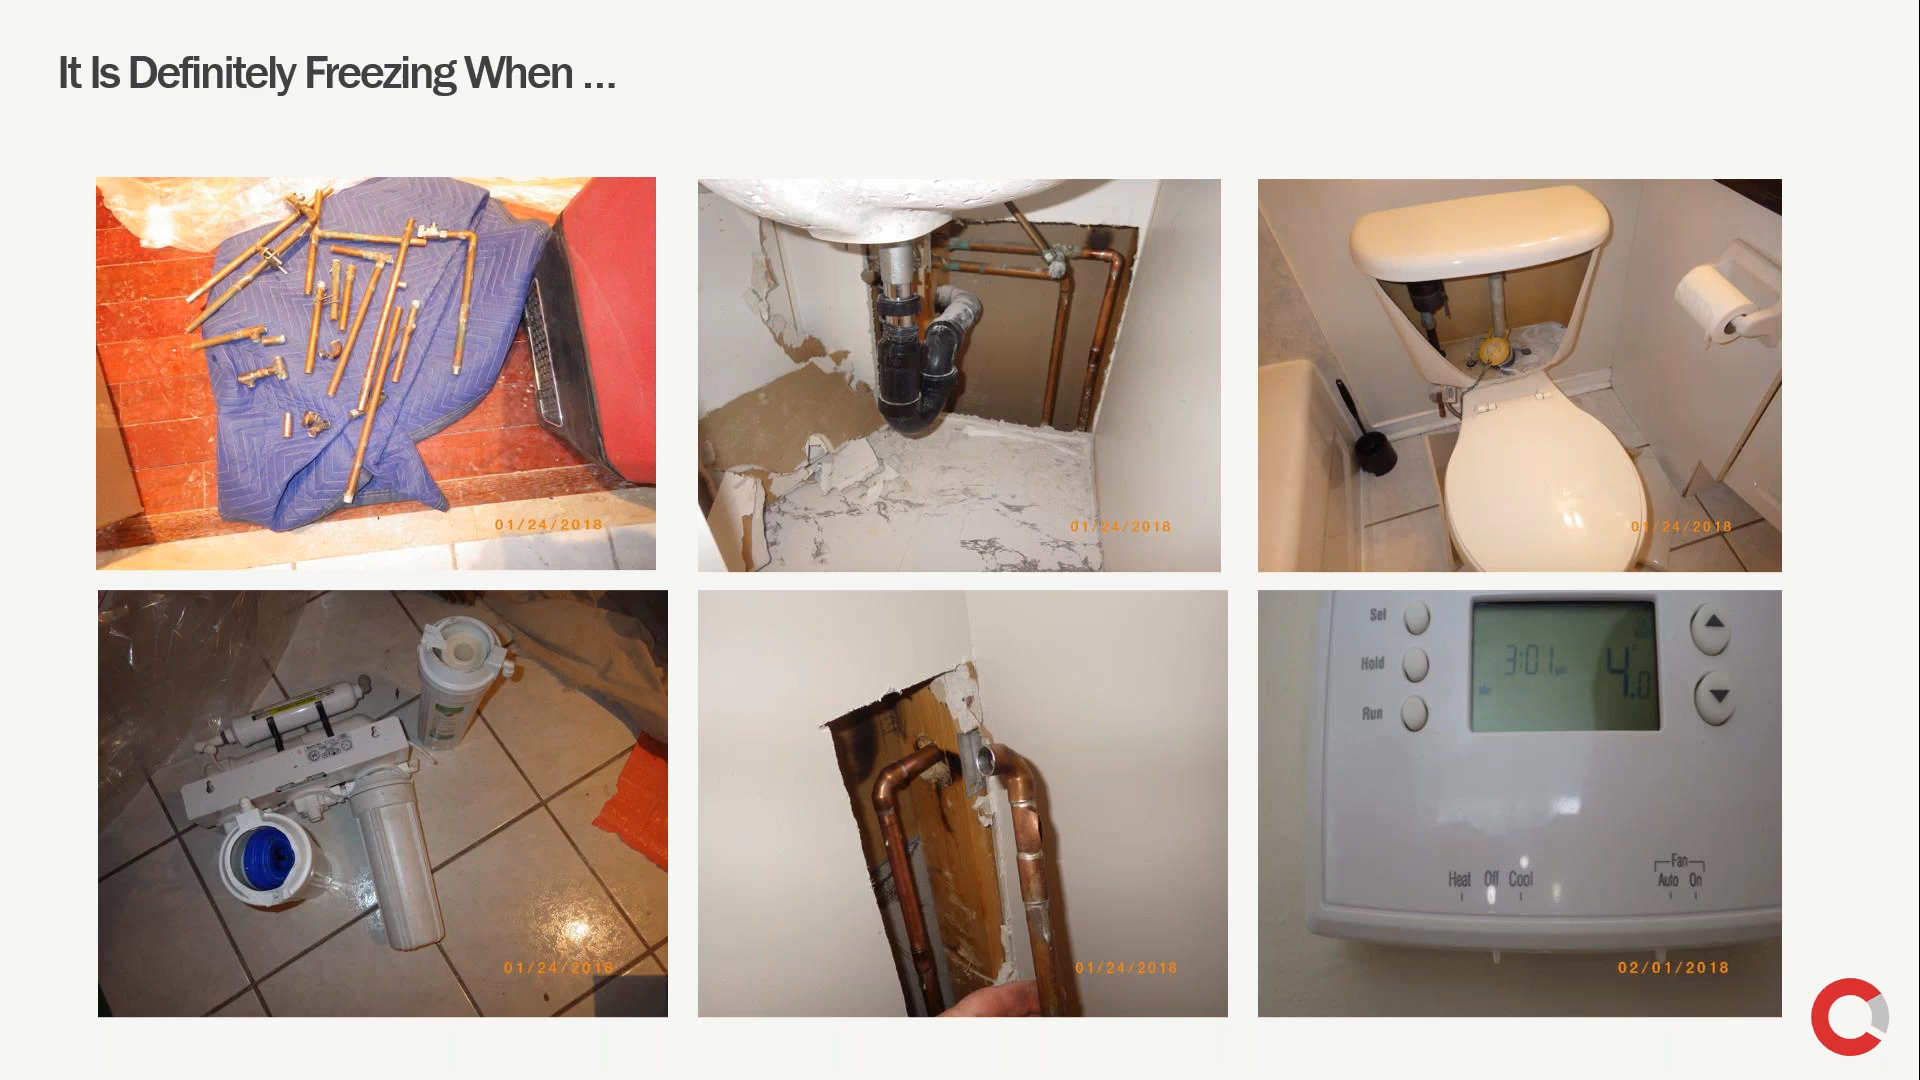 It Is Definitely Freezing When ...
01/24/2018
01/24/2018
01/24/2018
01/24/2018
01/24/2018
Set
Hold
Run
3:01 pm
4.0
Heat Off Cool
Fan
Auto On
02/01/2018